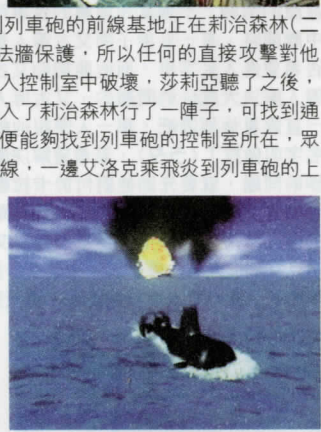 列車砲的前線基地正在莉治森林(二
法牆保護，所以任何的直接攻擊對他
入控制室中破壞，莎莉亞聽了之後，
入了莉治森林行了一陣子，可找到通
便能夠找到列車砲的控制室所在，眾
線，一邊艾洛克乘飛炎到列車砲的上